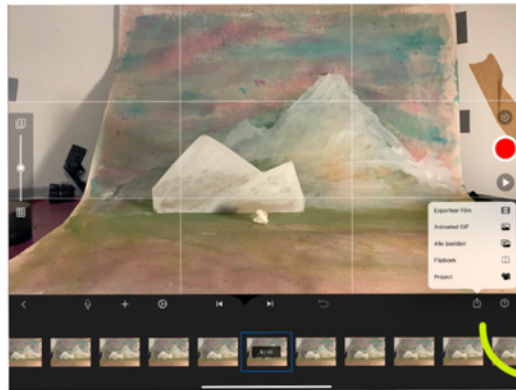 Exporteer Film
Animated GIF
Alle beelden
Flipboek
Project